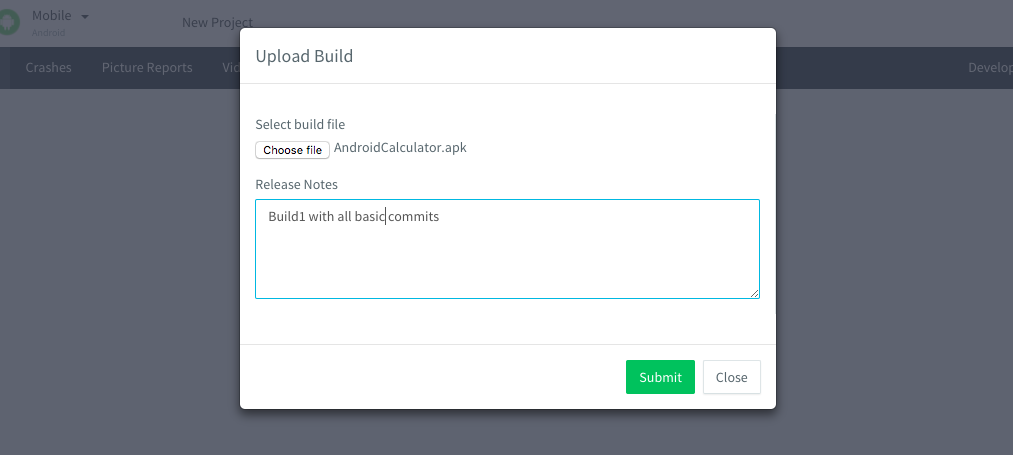 Mobile
Android
New Project
Crashes Picture Reports Vid
Develop
Upload Build
Select build file
Choose file AndroidCalculator.apk
Release Notes
Build1 with all basic commits
Submit Close